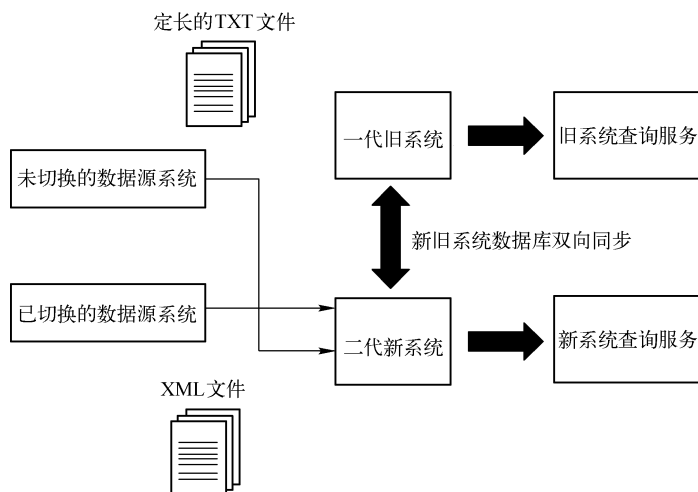 定长的TXT文件
一代旧系统
旧系统查询服务
未切换的数据源系统
新旧系统数据库双向同步
已切换的数据源系统
二代新系统
新系统查询服务
XML文件